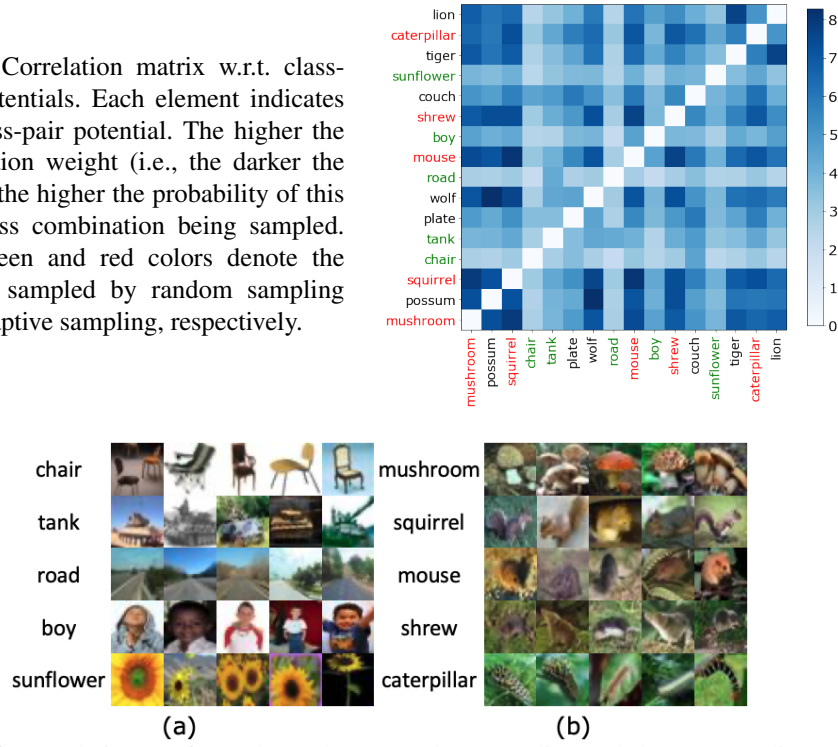 Correlation matrix w.r.t. class-
tentials. Each element indicates
ss-pair potential. The higher the
tion weight (i.e., the darker the
the higher the probability of this
ss combination being sampled.
een and red colors denote the
sampled by random sampling
ptive sampling, respectively.
lion
caterpillar
tiger
sunflower
couch
shrew
boy
mouse
road
wolf
plate
tank
chair
squirrel
possum
mushroom
mushroom
possum
squirrel
chair
tank
plate
wolf
road
mouse
boy
shrew
couch
sunflower
tiger
caterpillar
lion
8
7
6
5
4
3
2
1
0
chair
tank
road
boy
sunflower
(a)
mushroom
squirrel
mouse
shrew
caterpillar
(b)